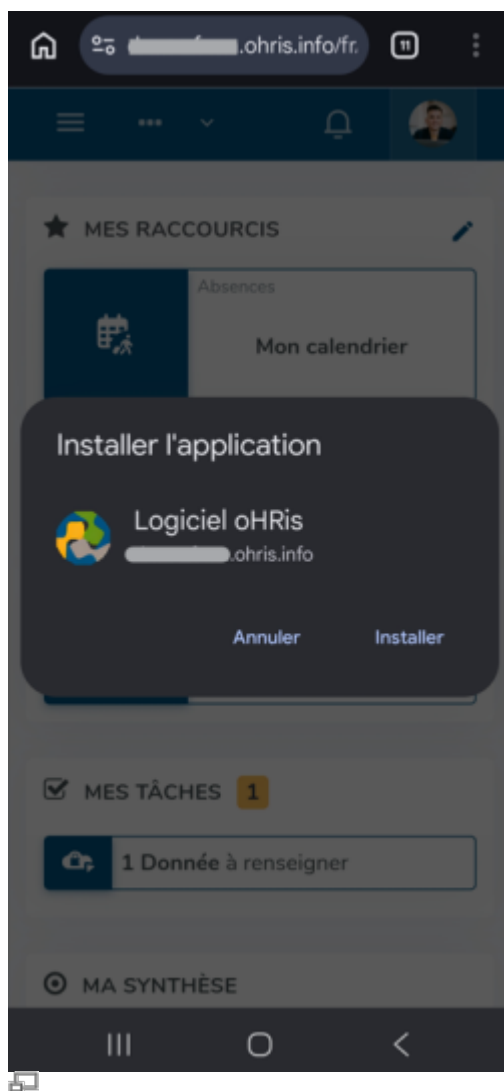 .ohris.info/fr.
11
MES RACCOURCIS
Absences
Mon calendrier
Installer l'application
Logiciel oHRis
.ohris.info
Annuler
Installer
MES TÂCHES 1
1 Donnée à renseigner
MA SYNTHÈSE